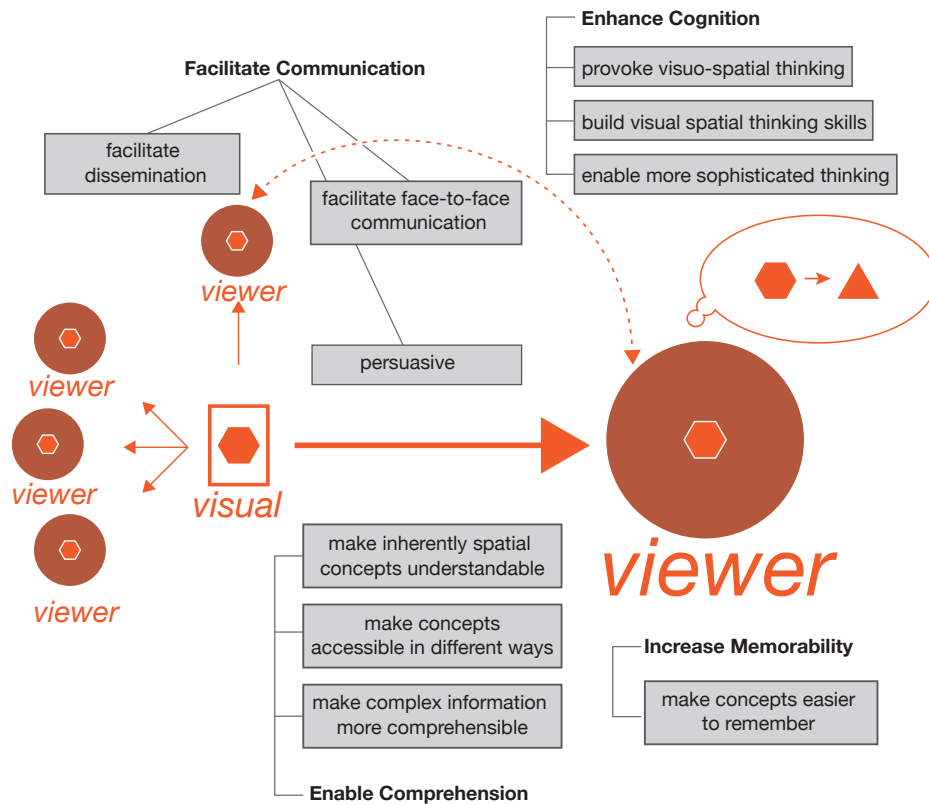 Enhance Cognition
provoke visuo-spatial thinking
build visual spatial thinking skills
enable more sophisticated thinking
Facilitate Communication
facilitate
dissemination
facilitate face-to-face
communication
persuasive
viewer
viewer
viewer
viewer
visual
viewer
make inherently spatial
concepts understandable
make concepts
accessible in different ways
make complex information
more comprehensible
Enable Comprehension
Increase Memorability
make concepts easier
to remember